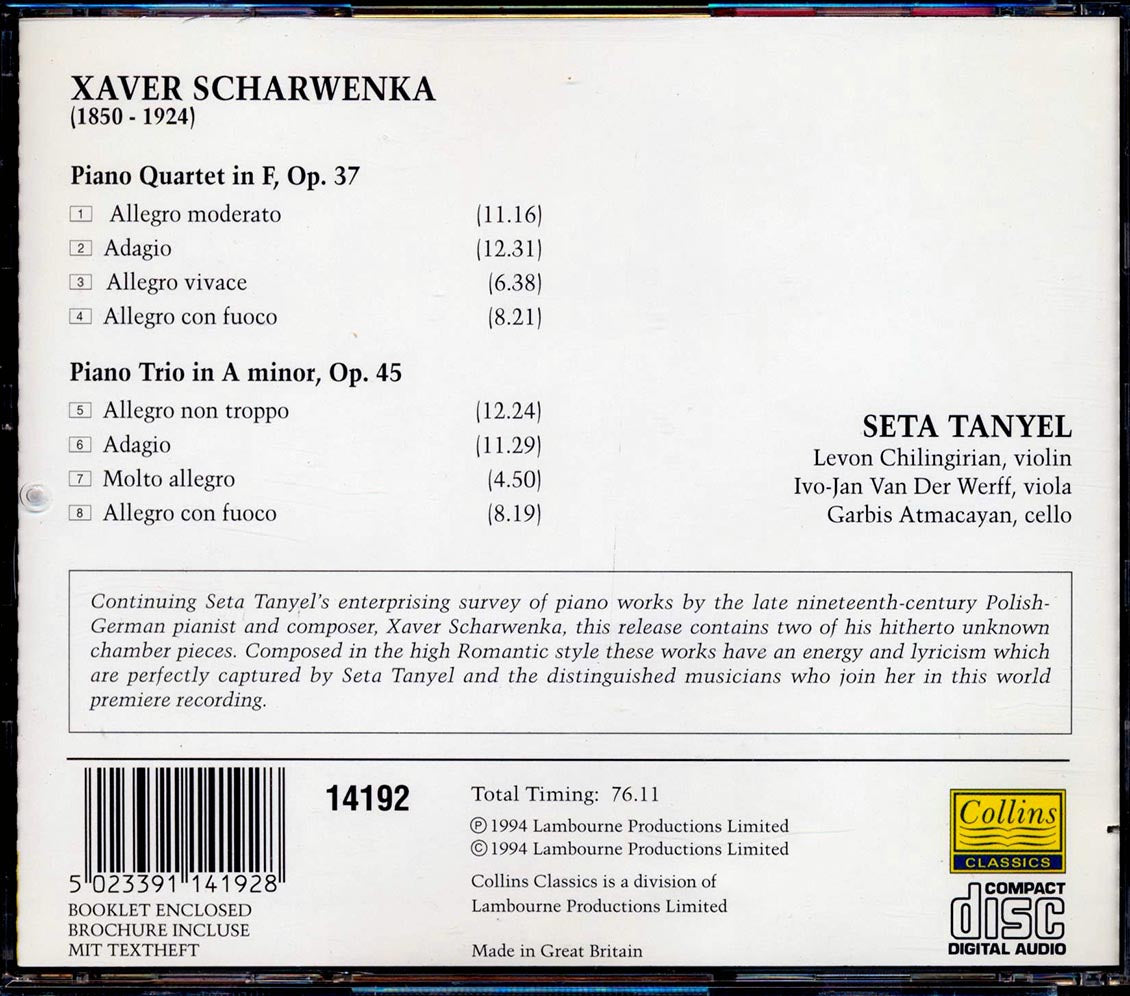 XAVER SCHARWENKA
(1850 - 1924)
Piano Quartet in F, Op. 37
1 Allegro moderato (11.16)
2 Adagio (12.31)
3 Allegro vivace (6.38)
4 Allegro con fuoco (8.21)
Piano Trio in A minor, Op. 45
5 Allegro non troppo (12.24)
6 Adagio (11.29)
7 Molto allegro (4.50)
8 Allegro con fuoco (8.19)
SETA TANYEL
Levon Chilingirian, violin
Ivo-Jan Van Der Werff, viola
Garbis Atmacayan, cello
Continuing Seta Tanyel's enterprising survey of piano works by the late nineteenth-century Polish-
German pianist and composer, Xaver Scharwenka, this release contains two of his hitherto unknown
chamber pieces. Composed in the high Romantic style these works have an energy and lyricism which
are perfectly captured by Seta Tanyel and the distinguished musicians who join her in this world
premiere recording.
5 023391 141928
BOOKLET ENCLOSED
BROCHURE INCLUSE
MIT TEXTHEFT
14192
Total Timing: 76.11
℗ 1994 Lambourne Productions Limited
© 1994 Lambourne Productions Limited
Collins Classics is a division of
Lambourne Productions Limited
Made in Great Britain
Collins
CLASSICS
COMPACT
disc
DIGITAL AUDIO